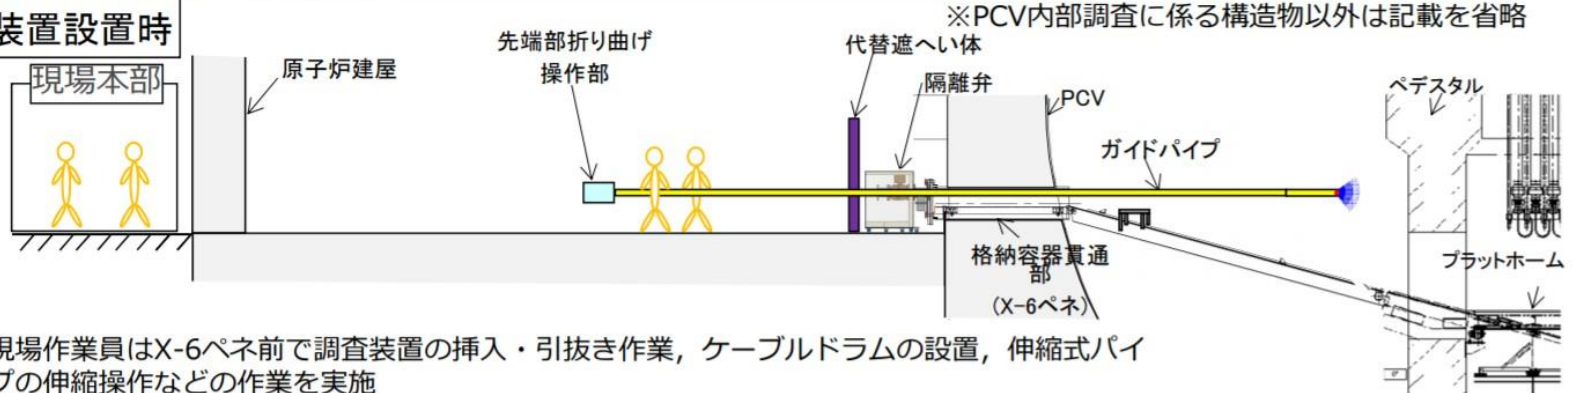 ※PCV内部調査に係る構造物以外は記載を省略
装置設置時
現場本部
原子炉建屋
先端部折り曲げ
操作部
代替遮へい体
隔離弁
PCV
ガイドパイプ
ペデスタル
格納容器貫通
部
(X-6ペネ)
プラットホーム
現場作業員はX-6ペネ前で調査装置の挿入・引抜き作業，ケーブルドラムの設置，伸縮式パイ
プの伸縮操作などの作業を実施